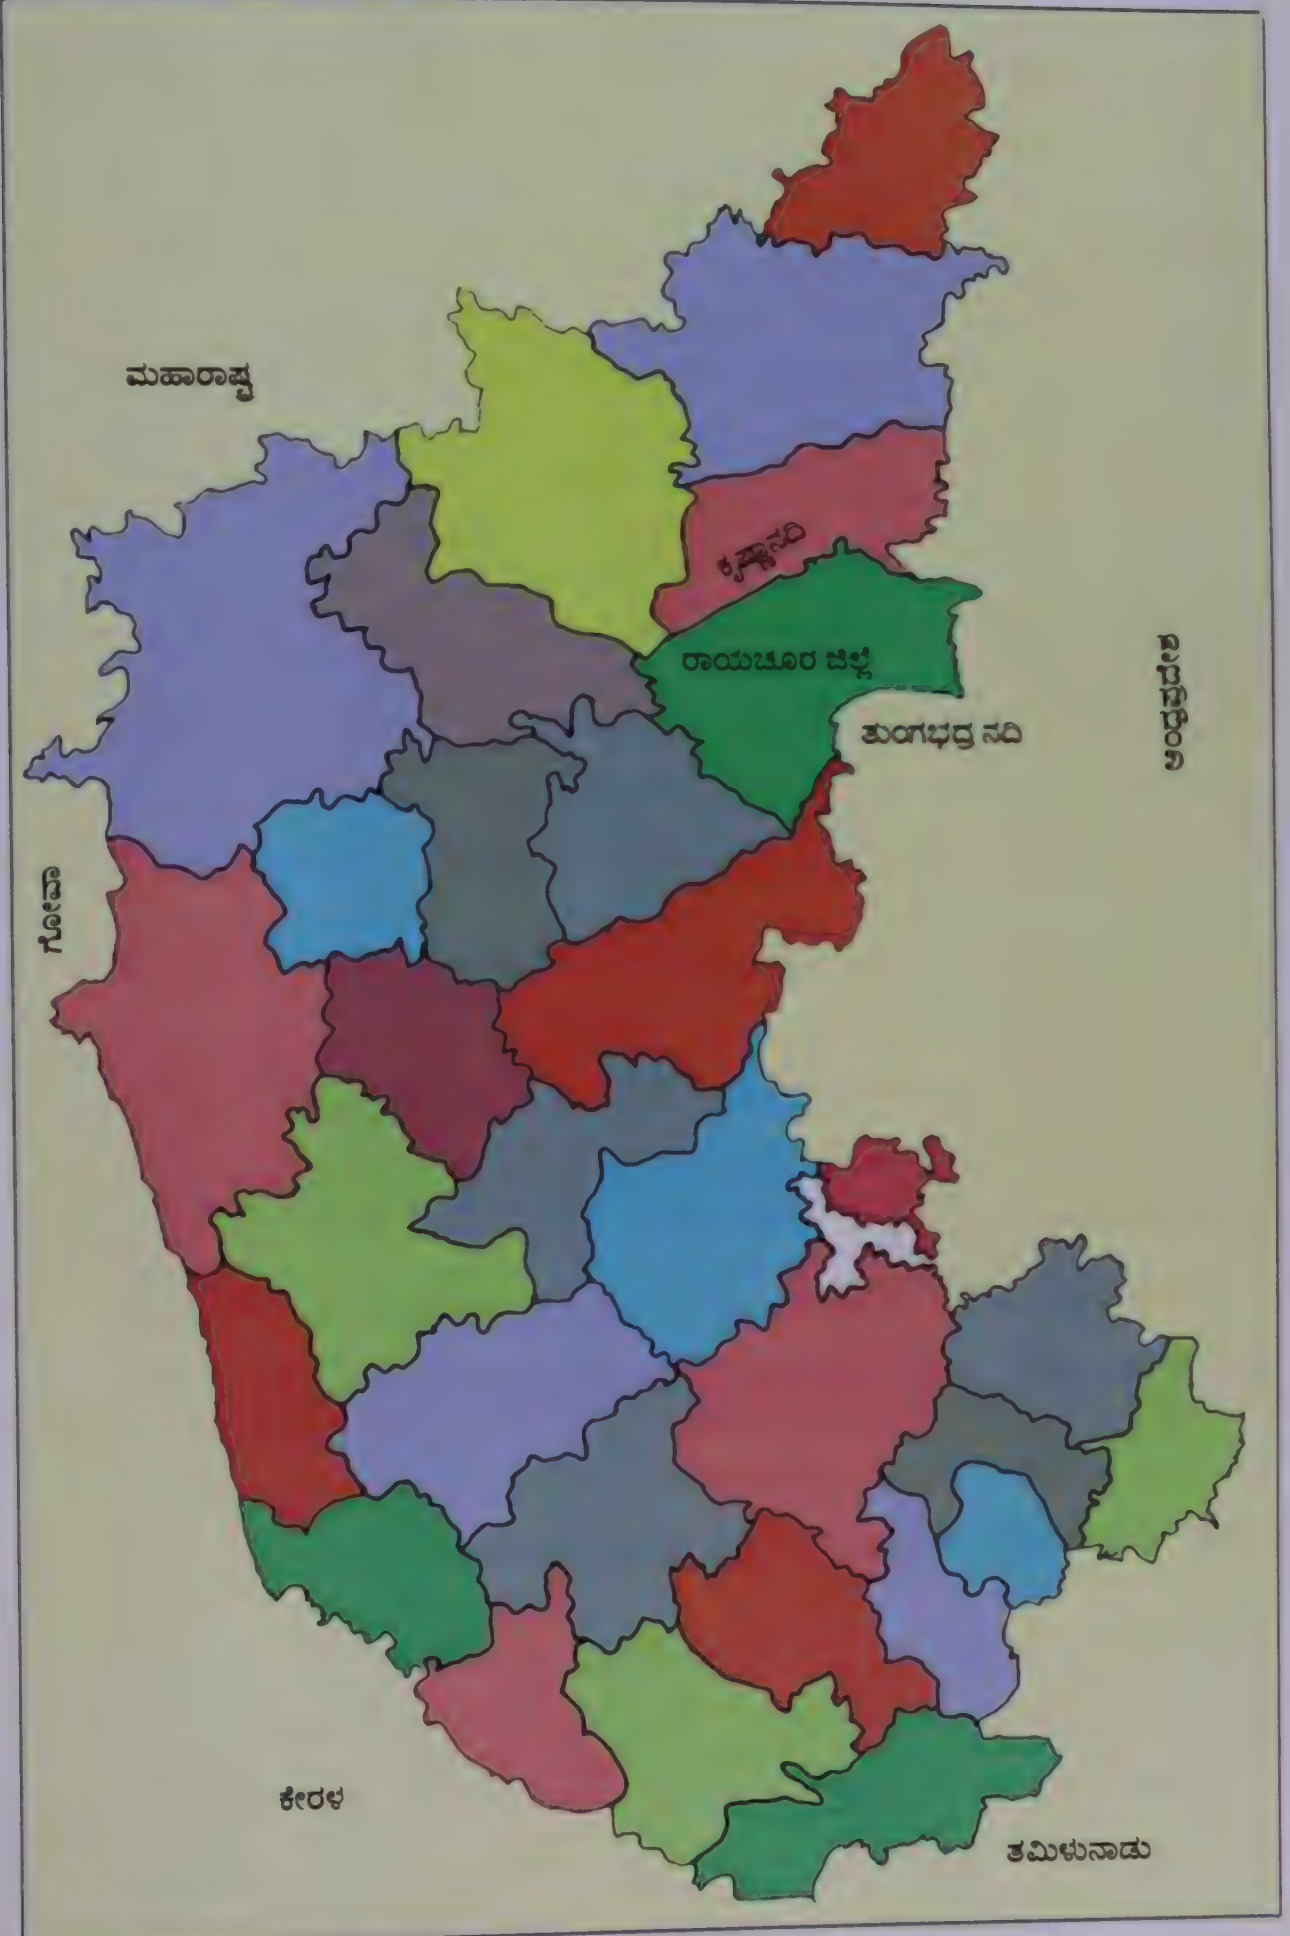 ಮಹಾರಾಷ್ಟ್ರ
ಕೃಷ್ಣಾನದಿ
ರಾಯಚೂರ ಜಿಲ್ಲೆ
ತುಂಗಭದ್ರ ನದಿ
ಆಂಧ್ರಪ್ರದೇಶ
ಗೋವಾ
ಕೇರಳ
ತಮಿಳುನಾಡು